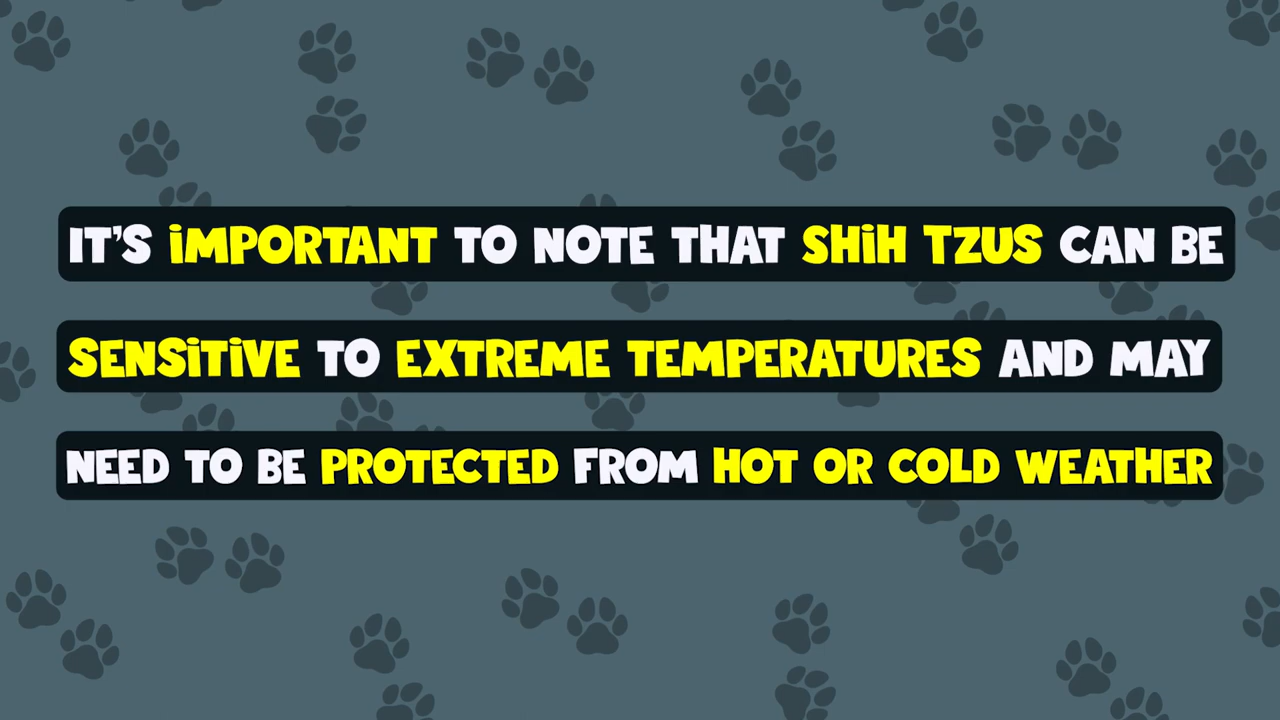 IT'S iMPORTANT TO NOTE THAT SHiH TZUS CAN BE
SENSiTiVE TO EXTREME TEMPERATURES AND MAY
NEED TO BE PROTECTED FROM HOT OR COLD WEATHER